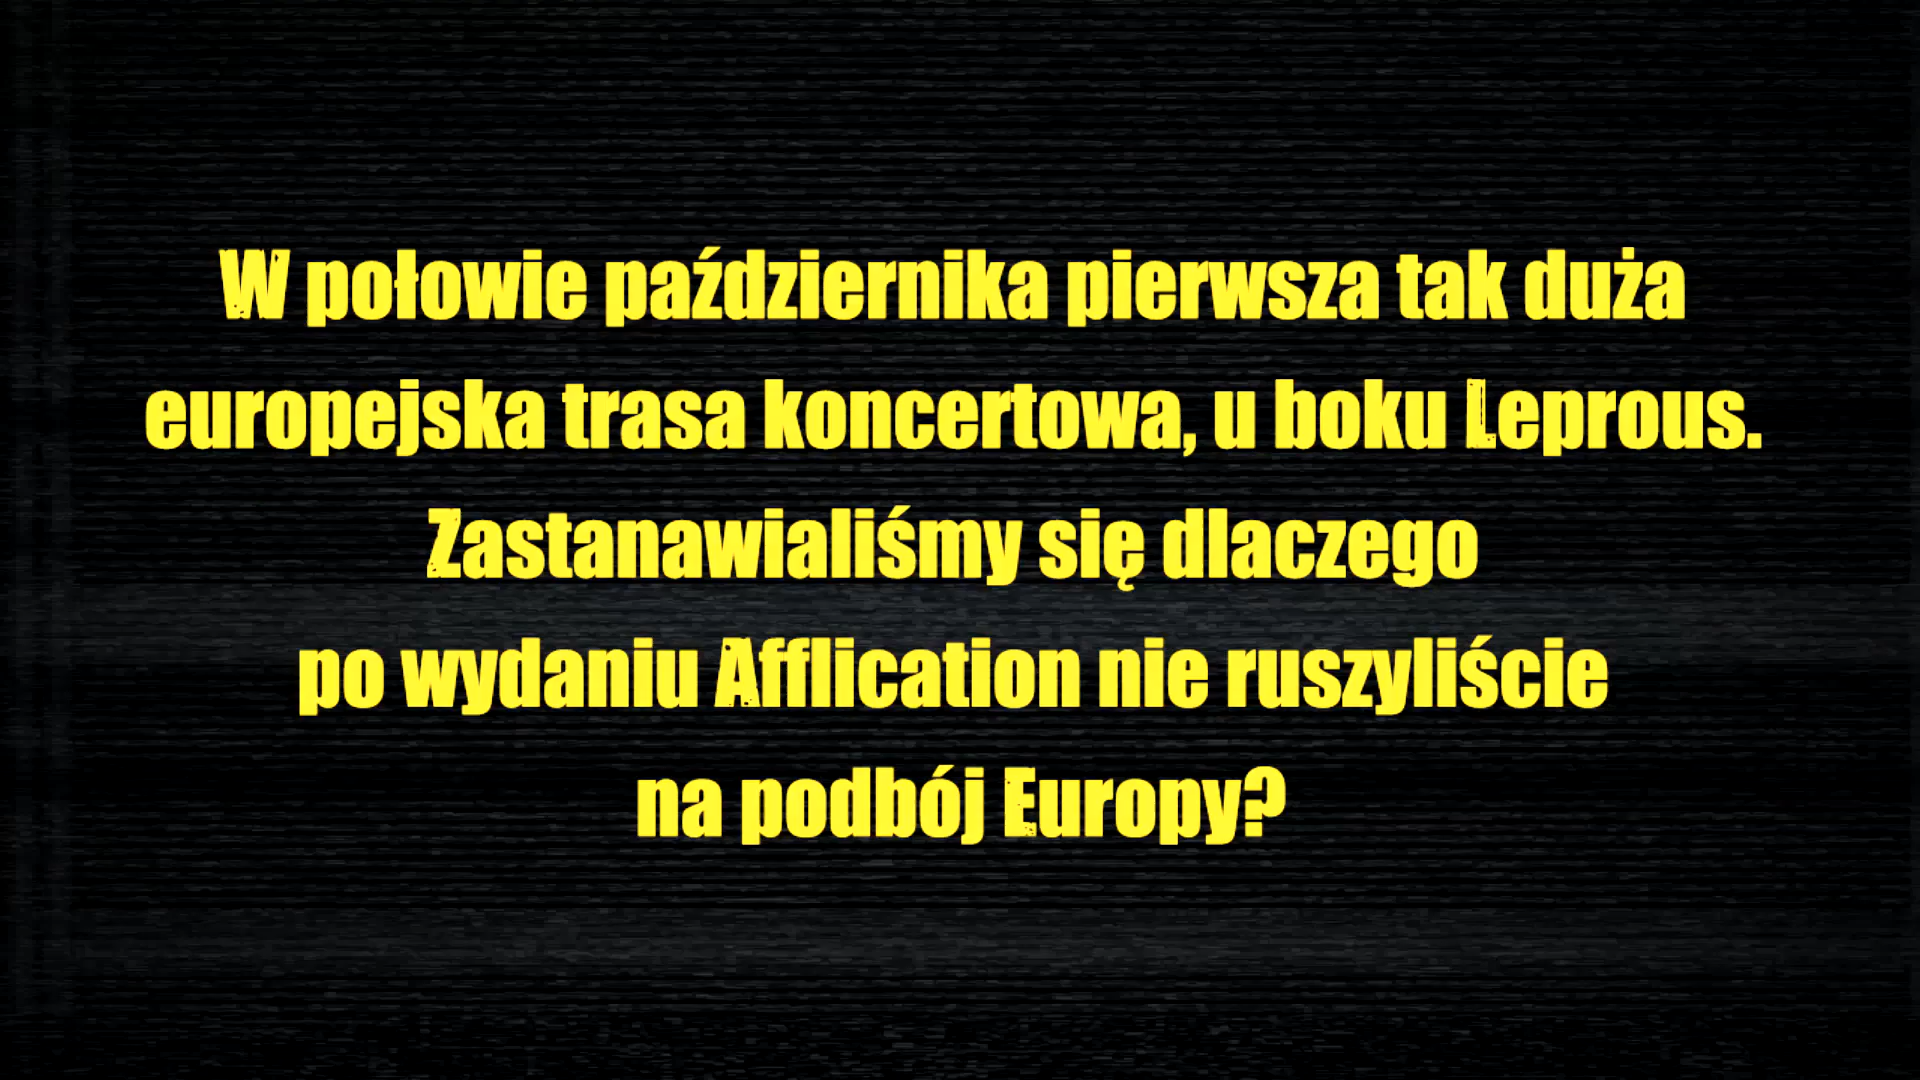 W połowie października pierwsza tak duża
europejska trasa koncertowa, u boku Leprous.
Zastanawialiśmy się dlaczego
po wydaniu Afflication nie ruszyliście
na podbój Europy?